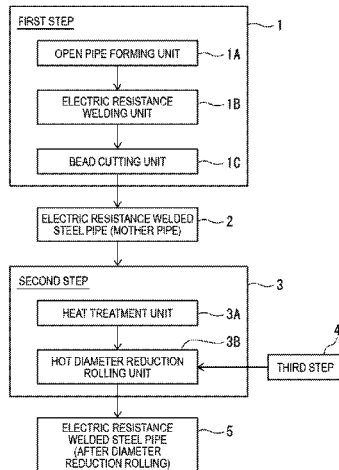 FIRST STEP
1
OPEN PIPE FORMING UNIT
1A
ELECTRIC RESISTANCE
WELDING UNIT
1B
BEAD CUTTING UNIT
1C
ELECTRIC RESISTANCE WELDED
STEEL PIPE (MOTHER PIPE)
2
SECOND STEP
3
HEAT TREATMENT UNIT
3A
3B
HOT DIAMETER REDUCTION
ROLLING UNIT
4
THIRD STEP
ELECTRIC RESISTANCE
WELDED STEEL PIPE
(AFTER DIAMETER
REDUCTION ROLLING)
5